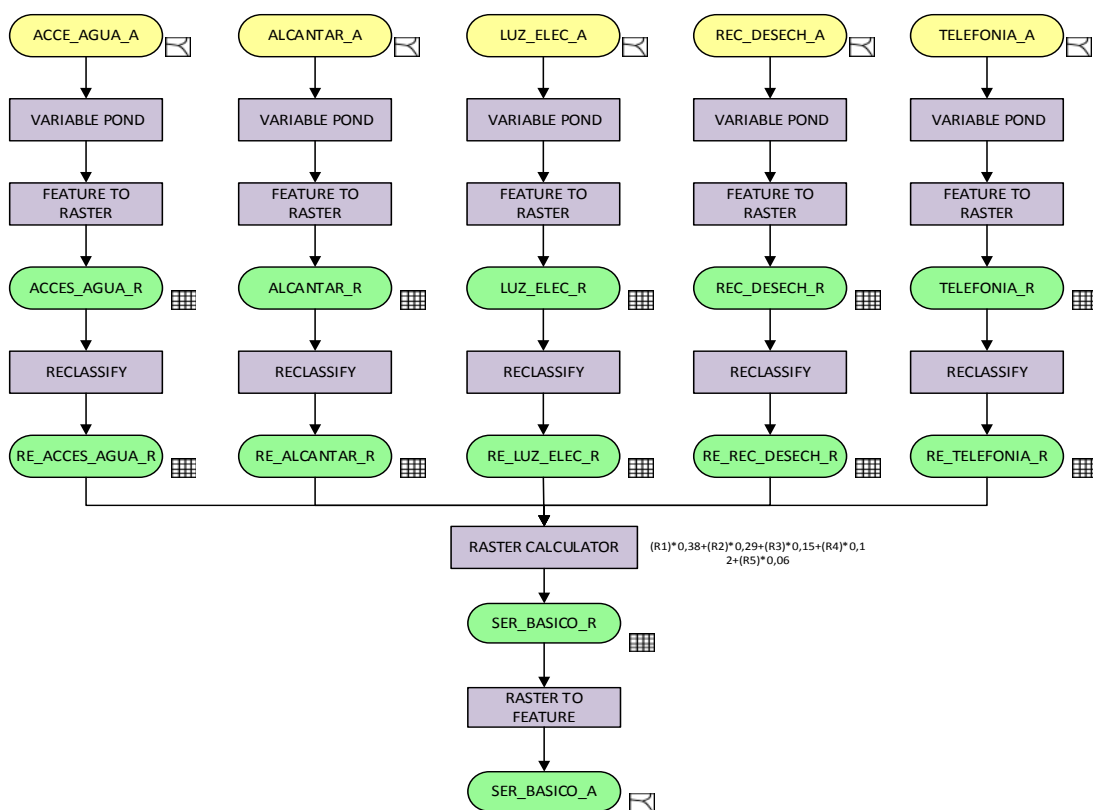 ACCE_AGUA_A
ALCANTAR_A
LUZ_ELEC_A
REC_DESECH_A
TELEFONIA_A
VARIABLE POND
VARIABLE POND
VARIABLE POND
VARIABLE POND
VARIABLE POND
FEATURE TO
RASTER
FEATURE TO
RASTER
FEATURE TO
RASTER
FEATURE TO
RASTER
FEATURE TO
RASTER
ACCES_AGUA_R
ALCANTAR_R
LUZ_ELEC_R
REC_DESECH_R
TELEFONIA_R
RECLASSIFY
RECLASSIFY
RECLASSIFY
RECLASSIFY
RECLASSIFY
RE_ACCES_AGUA_R
RE_ALCANTAR_R
RE_LUZ_ELEC_R
RE_REC_DESECH_R
RE_TELEFONIA_R
RASTER CALCULATOR
(R1)*0,38+(R2)*0,29+(R3)*0,15+(R4)*0,1
2+(R5)*0,06
SER_BASICO_R
RASTER TO
FEATURE
SER_BASICO_A